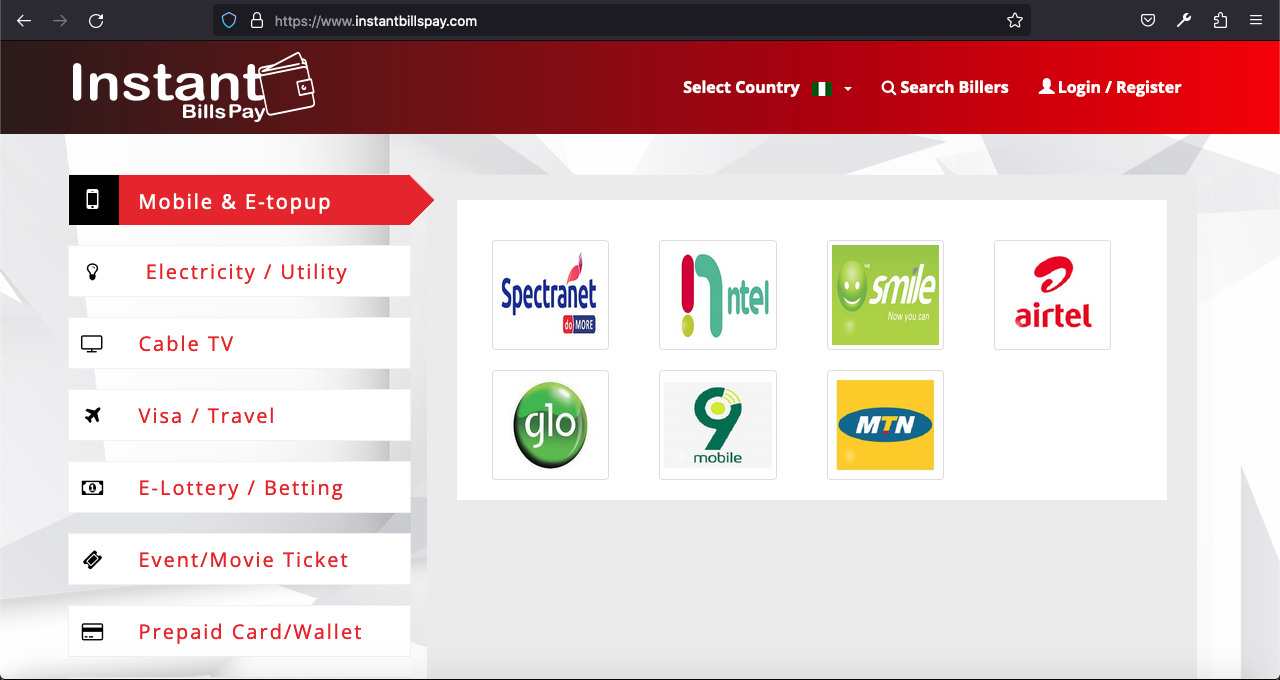 https://www.instantbillspay.com
Instant
Bills Pay
Select Country
Search Billers
Login / Register
Mobile & E-topup
Electricity / Utility
Cable TV
Visa / Travel
E-Lottery / Betting
Event/Movie Ticket
Prepaid Card/Wallet
Spectranet
do MORE
ntel
smile
Now you can
airtel
glo
9
mobile
MTN